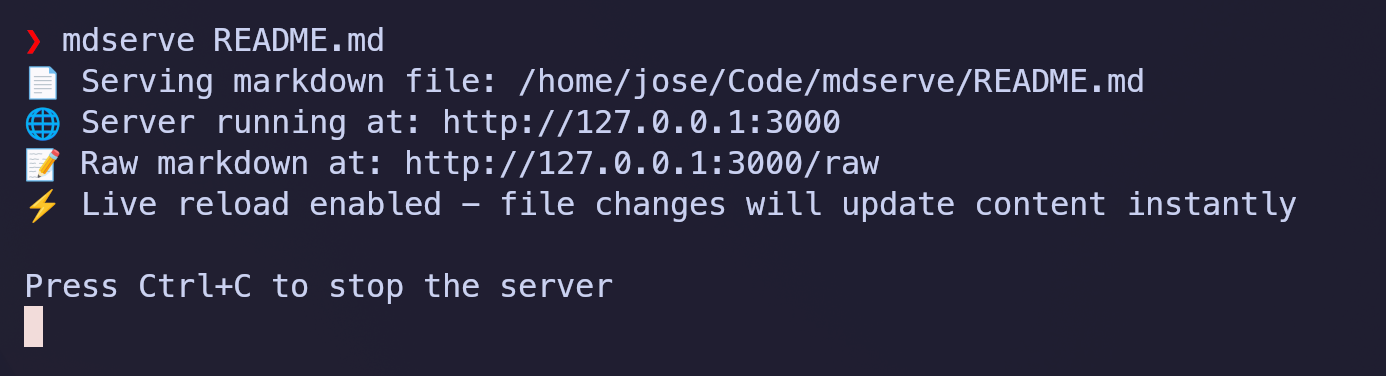 ❯ mdserve README.md
📄 Serving markdown file: /home/jose/Code/mdserve/README.md
🌐 Server running at: http://127.0.0.1:3000
📝 Raw markdown at: http://127.0.0.1:3000/raw
⚡ Live reload enabled - file changes will update content instantly
Press Ctrl+C to stop the server